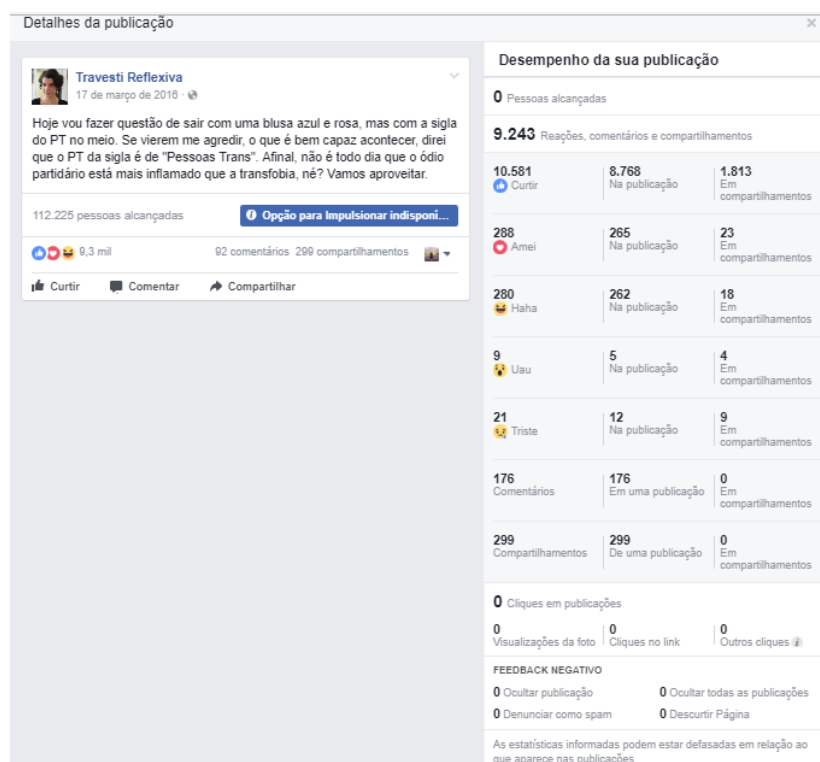 Detalhes da publicação
×
Travesti Reflexiva
17 de março de 2016 ·
Hoje vou fazer questão de sair com uma blusa azul e rosa, mas com a sigla
do PT no meio. Se vierem me agredir, o que é bem capaz acontecer, direi
que o PT da sigla é de "Pessoas Trans". Afinal, não é todo dia que o ódio
partidário está mais inflamado que a transfobia, né? Vamos aproveitar.
112.225 pessoas alcançadas
Opção para Impulsionar indisponí...
9,3 mil
92 comentários 299 compartilhamentos
Curtir Comentar Compartilhar
Desempenho da sua publicação
0 Pessoas alcançadas
9.243 Reações, comentários e compartilhamentos
10.581 8.768 1.813
Curtir Na publicação Em
compartilhamentos
288 265 23
Amei Na publicação Em
compartilhamentos
280 262 18
Haha Na publicação Em
compartilhamentos
9 5 4
Uau Na publicação Em
compartilhamentos
21 12 9
Triste Na publicação Em
compartilhamentos
176 176 0
Comentários Em uma publicação Em
compartilhamentos
299 299 0
Compartilhamentos De uma publicação Em
compartilhamentos
0 Cliques em publicações
0 0 0
Visualizações da foto Cliques no link Outros cliques i
FEEDBACK NEGATIVO
0 Ocultar publicação 0 Ocultar todas as publicações
0 Denunciar como spam 0 Descurtir Página
As estatísticas informadas podem estar defasadas em relação ao
que aparece nas publicações